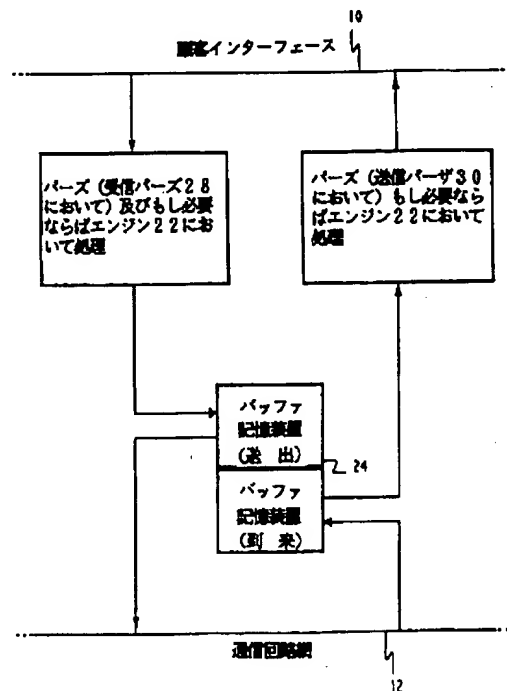 10
顧客インターフェース
パーズ（受信パーズ２８
において）及びもし必要
ならばエンジン２２にお
いて処理
パーズ（送信パーザ３０
において）もし必要なら
ばエンジン２２において
処理
バッファ
記憶装置
（送 出）
24
バッファ
記憶装置
（到 来）
通信回路網
12